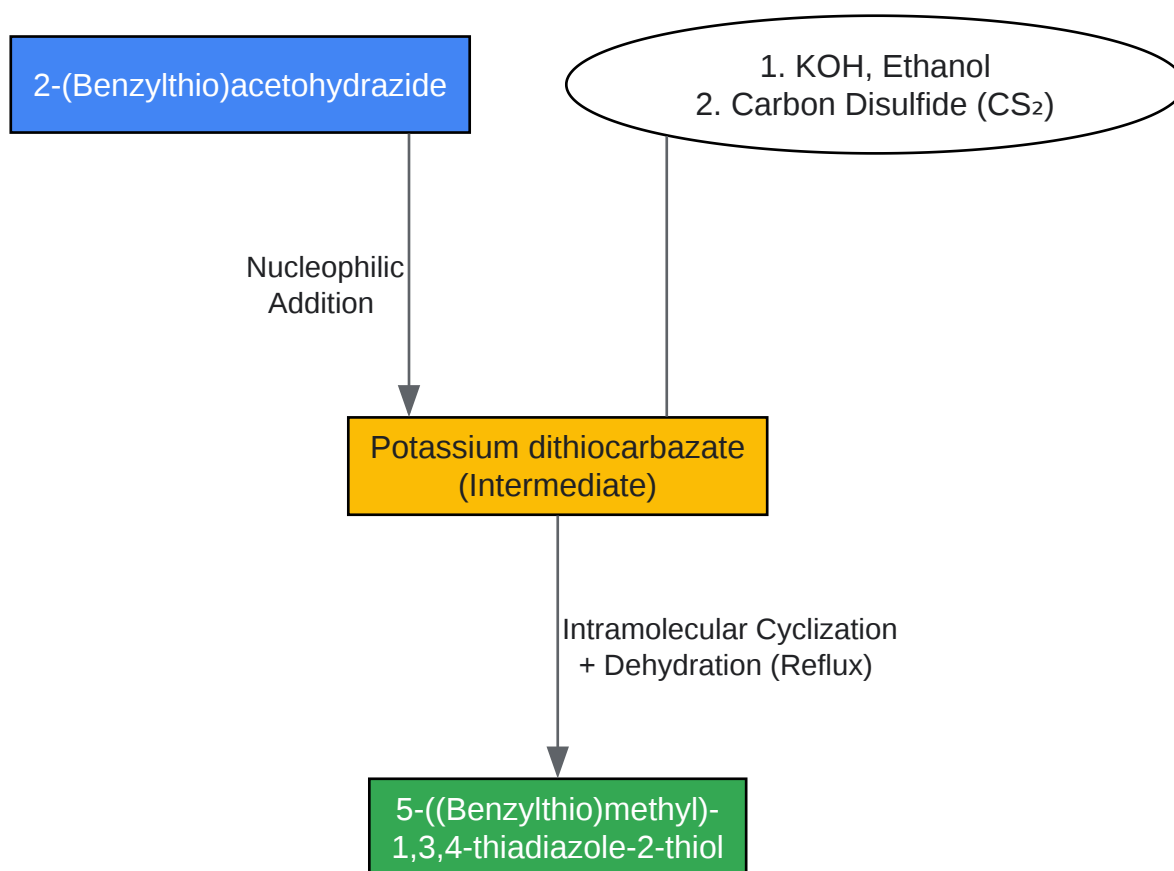 2-(Benzylthio)acetohydrazide
1. KOH, Ethanol
2. Carbon Disulfide (CS₂)
Nucleophilic
Addition
Potassium dithiocarbazate
(Intermediate)
Intramolecular Cyclization
+ Dehydration (Reflux)
5-((Benzylthio)methyl)-
1,3,4-thiadiazole-2-thiol